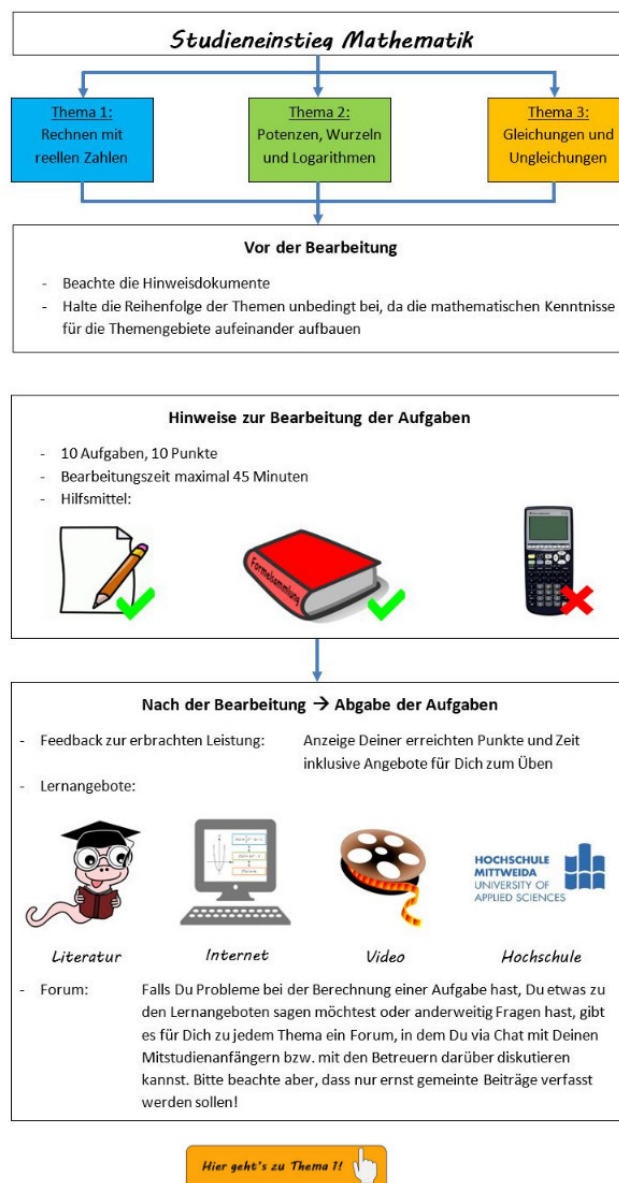 Studieneinstieg Mathematik
Thema 1:
Rechnen mit
reellen Zahlen
Thema 2:
Potenzen, Wurzeln
und Logarithmen
Thema 3:
Gleichungen und
Ungleichungen
Vor der Bearbeitung
- Beachte die Hinweisdokumente
- Halte die Reihenfolge der Themen unbedingt bei, da die mathematischen Kenntnisse
für die Themengebiete aufeinander aufbauen
Hinweise zur Bearbeitung der Aufgaben
- 10 Aufgaben, 10 Punkte
- Bearbeitungszeit maximal 45 Minuten
- Hilfsmittel:
Formelsammlung
Nach der Bearbeitung → Abgabe der Aufgaben
- Feedback zur erbrachten Leistung: Anzeige Deiner erreichten Punkte und Zeit
inklusive Angebote für Dich zum Üben
- Lernangebote:
HOCHSCHULE
MITTWEIDA
UNIVERSITY OF
APPLIED SCIENCES
Literatur Internet Video Hochschule
- Forum: Falls Du Probleme bei der Berechnung einer Aufgabe hast, Du etwas zu
den Lernangeboten sagen möchtest oder anderweitig Fragen hast, gibt
es für Dich zu jedem Thema ein Forum, in dem Du via Chat mit Deinen
Mitstudienanfängern bzw. mit den Betreuern darüber diskutieren
kannst. Bitte beachte aber, dass nur ernst gemeinte Beiträge verfasst
werden sollen!
Hier geht's zu Thema 1!